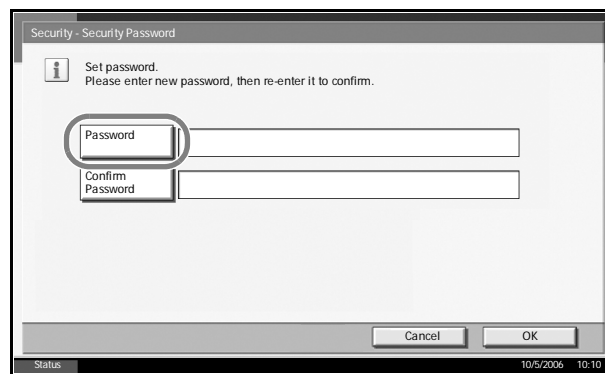 Security - Security Password
Set password.
Please enter new password, then re-enter it to confirm.
Password
Confirm
Password
Cancel
OK
Status
10/5/2006 10:10